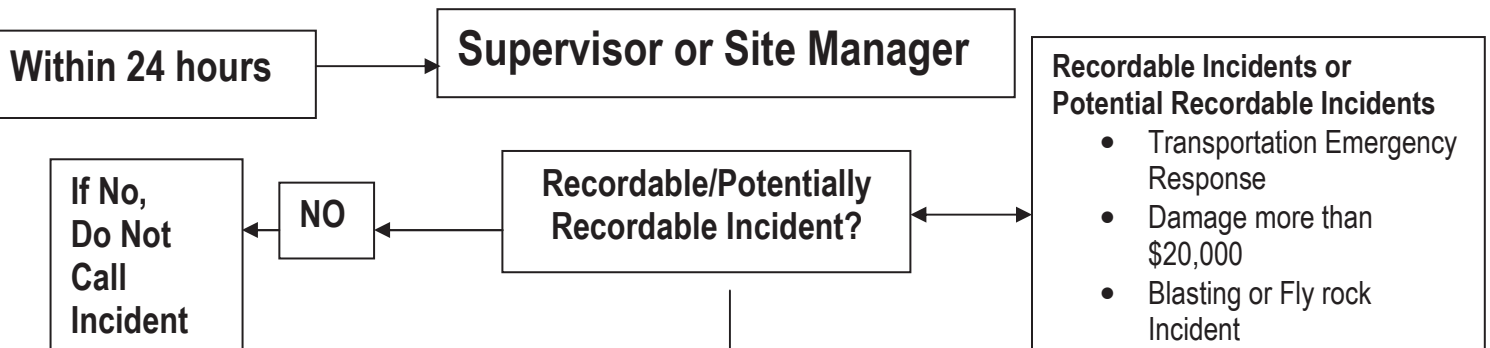 Within 24 hours
Supervisor or Site Manager
Recordable Incidents or
Potential Recordable Incidents
• Transportation Emergency
Response
• Damage more than
$20,000
• Blasting or Fly rock
Incident
If No,
Do Not
Call
Incident
NO
Recordable/Potentially
Recordable Incident?